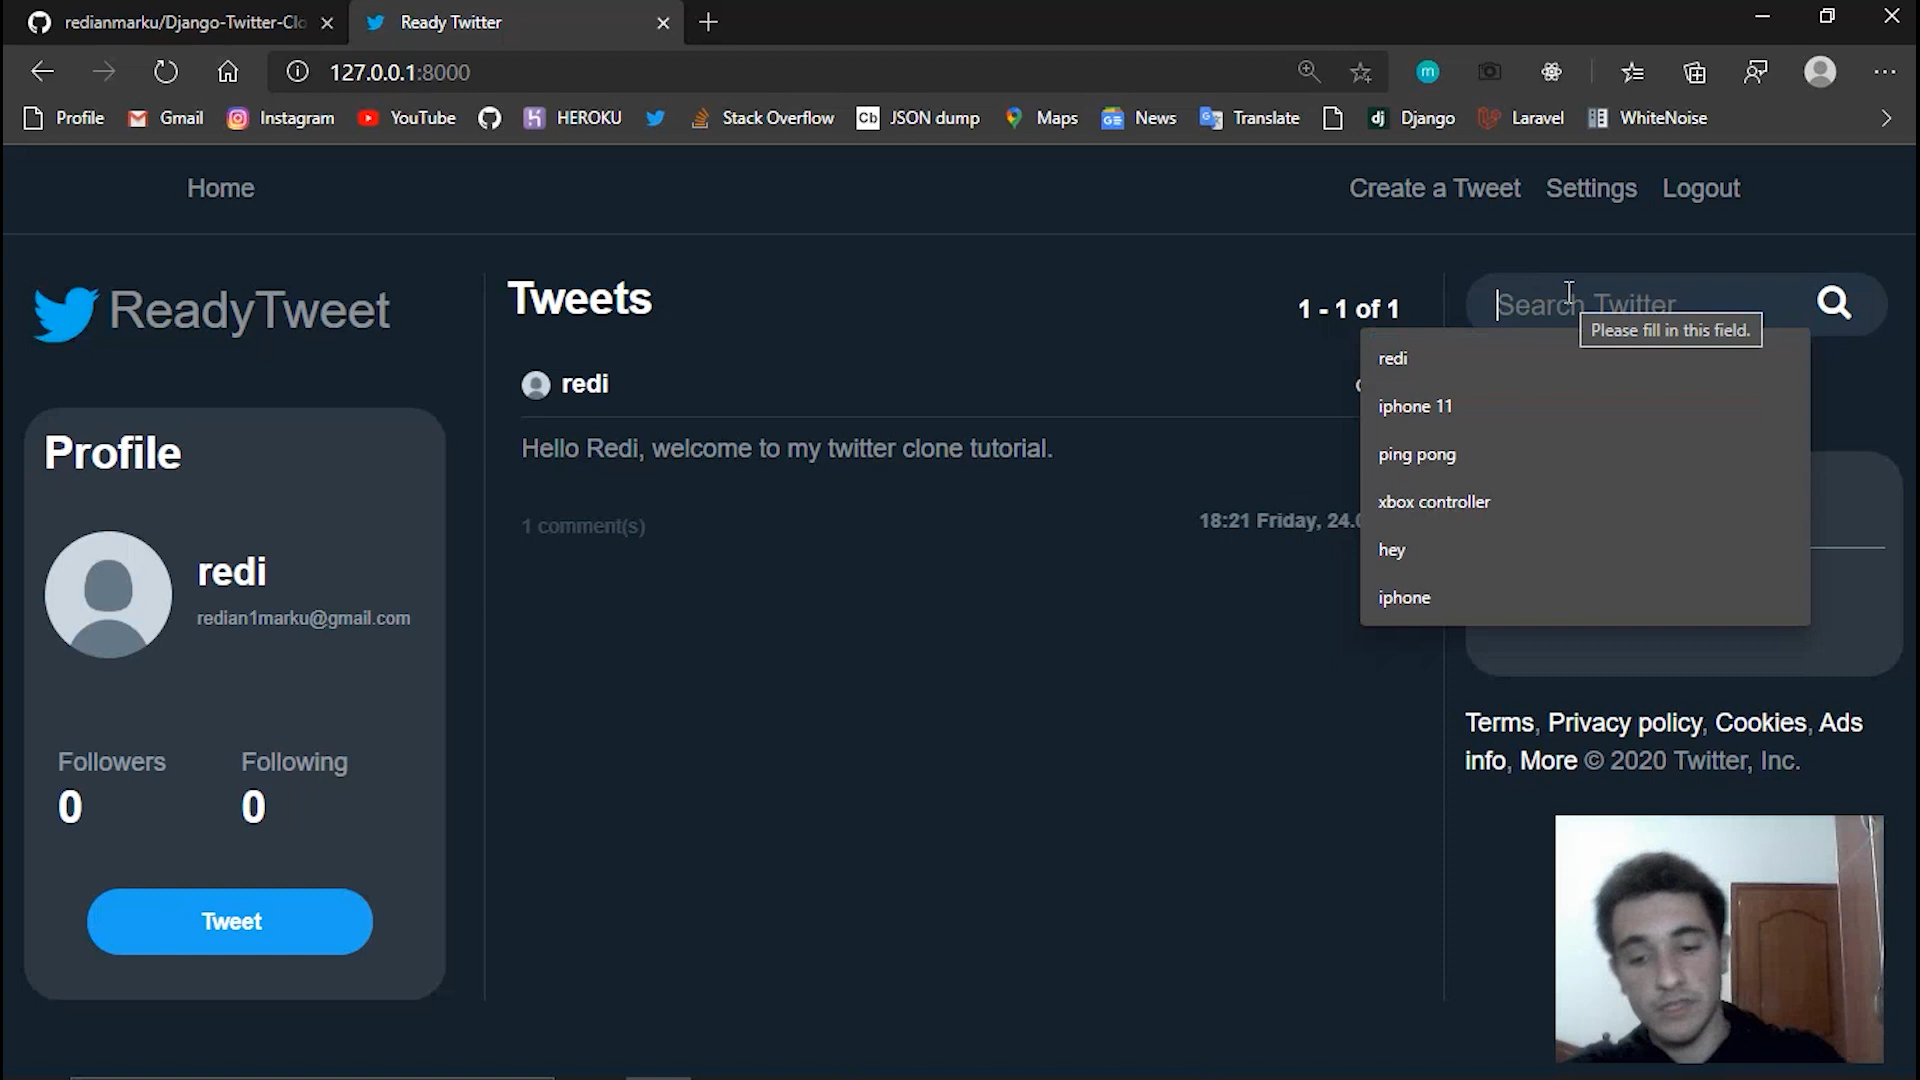 redianmarku/Django-Twitter-Clo
Ready Twitter
127.0.0.1:8000
m
Profile
Gmail
Instagram
YouTube
HEROKU
Stack Overflow
Cb JSON dump
Maps
News
Translate
dj Django
Laravel
WhiteNoise
Home
Create a Tweet
Settings
Logout
ReadyTweet
Tweets
1 - 1 of 1
Search Twitter
Please fill in this field.
redi
iphone 11
ping pong
xbox controller
hey
iphone
redi
Hello Redi, welcome to my twitter clone tutorial.
1 comment(s)
18:21 Friday, 24.
Profile
redi
redian1marku@gmail.com
Followers
0
Following
0
Tweet
Terms, Privacy policy, Cookies, Ads
info, More © 2020 Twitter, Inc.